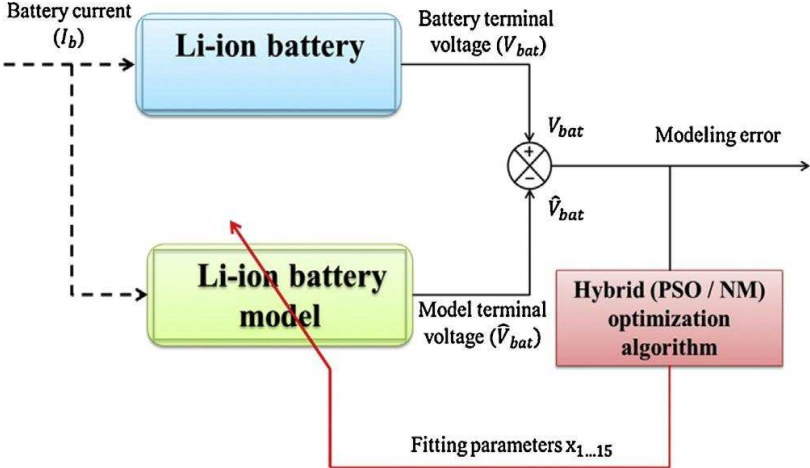 Battery current
(I_b)
Li-ion battery
Battery terminal
voltage (V_bat)
V_bat
+
−
Modeling error
V̂_bat
Li-ion battery
model
Model terminal
voltage (V̂_bat)
Hybrid (PSO / NM)
optimization
algorithm
Fitting parameters x_1…15